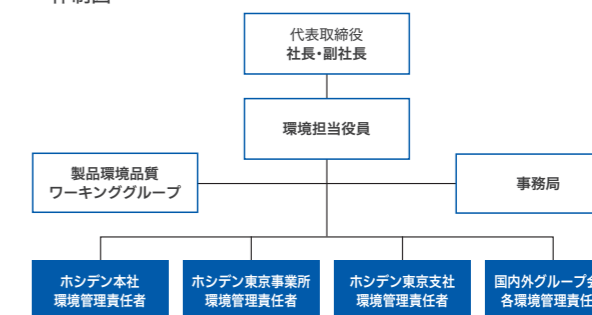 代表取締役
社長・副社長
環境担当役員
製品環境品質
ワーキンググループ
事務局
ホシデン本社
環境管理責任者
ホシデン東京事業所
環境管理責任者
ホシデン東京支社
環境管理責任者
国内外グループ会
各環境管理責任